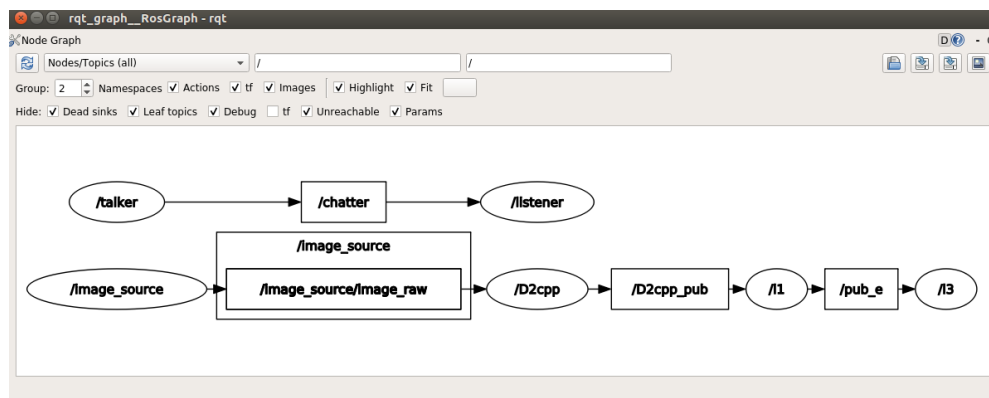 rqt_graph__RosGraph - rqt
Node Graph
D
-
Nodes/Topics (all) / /
Group: 2 Namespaces Actions tf Images Highlight Fit
Hide: Dead sinks Leaf topics Debug tf Unreachable Params
/talker /chatter /listener
/image_source
/image_source /image_source/image_raw /D2cpp /D2cpp_pub /l1 /pub_e /l3